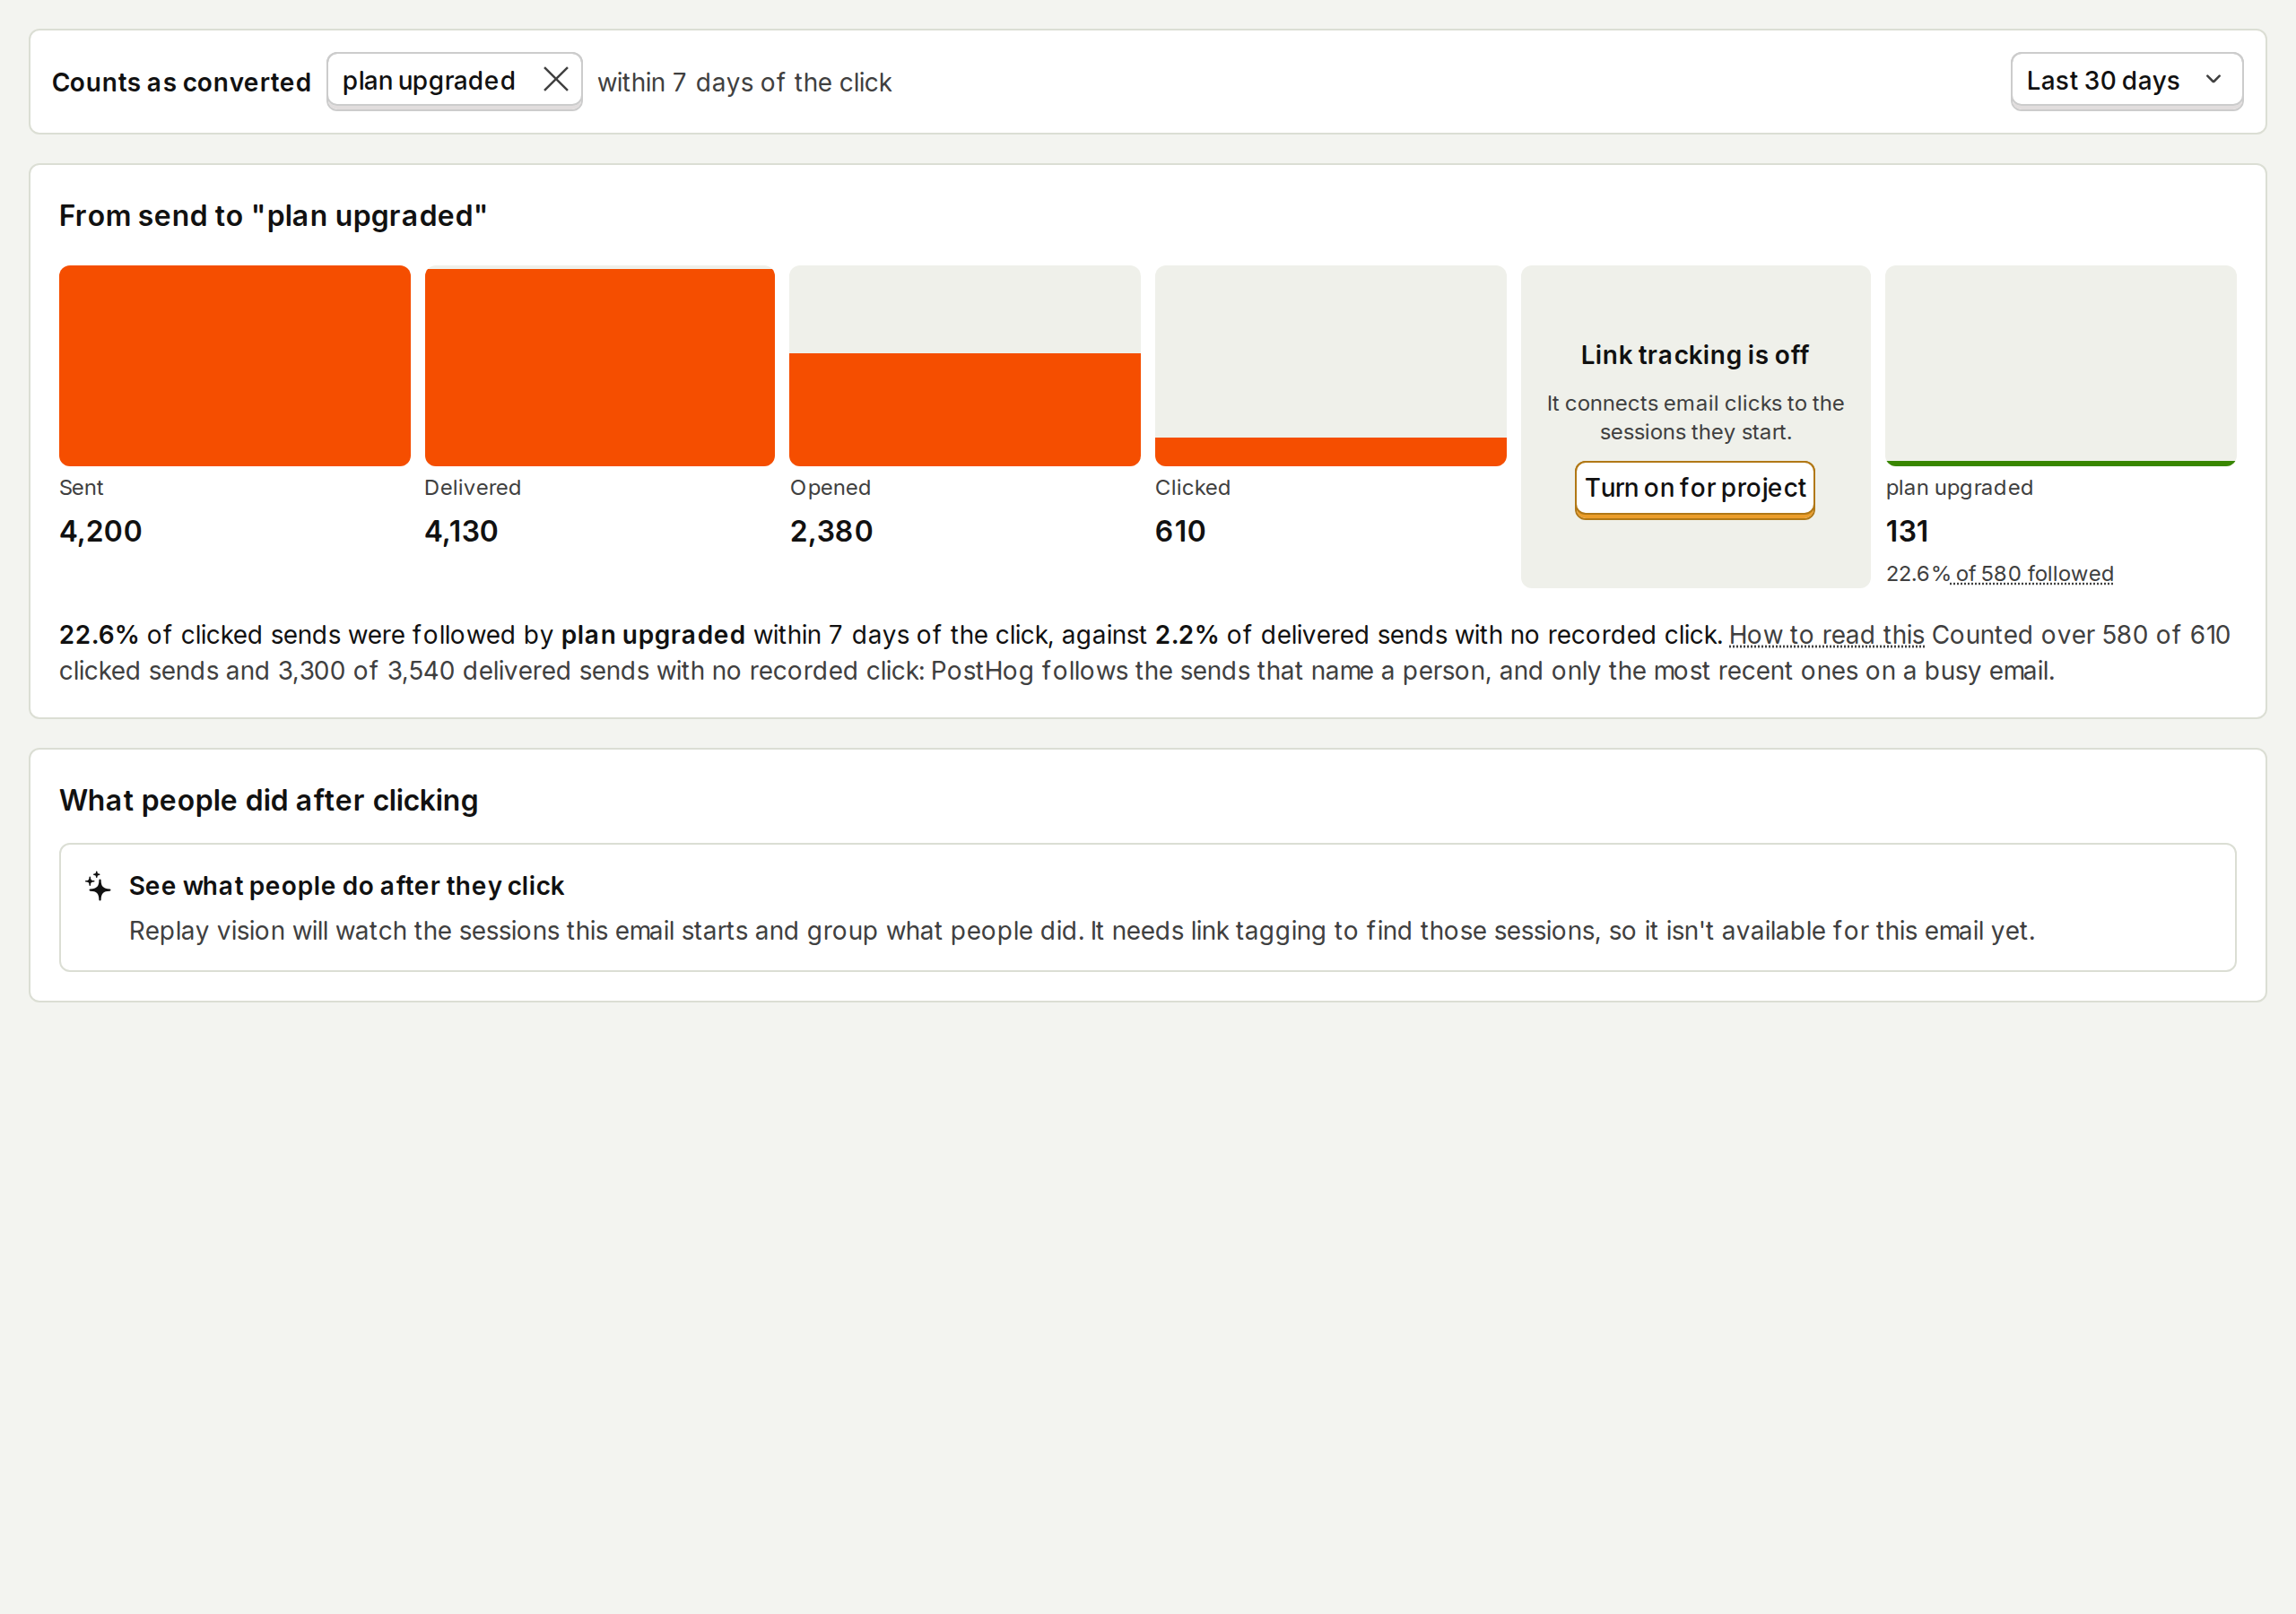 Counts as converted plan upgraded within 7 days of the click Last 30 days
From send to "plan upgraded"
Link tracking is off
It connects email clicks to the
sessions they start.
Turn on for project
Sent Delivered Opened Clicked plan upgraded
4,200 4,130 2,380 610 131
22.6% of 580 followed
22.6% of clicked sends were followed by plan upgraded within 7 days of the click, against 2.2% of delivered sends with no recorded click. How to read this Counted over 580 of 610
clicked sends and 3,300 of 3,540 delivered sends with no recorded click: PostHog follows the sends that name a person, and only the most recent ones on a busy email.
What people did after clicking
See what people do after they click
Replay vision will watch the sessions this email starts and group what people did. It needs link tagging to find those sessions, so it isn't available for this email yet.